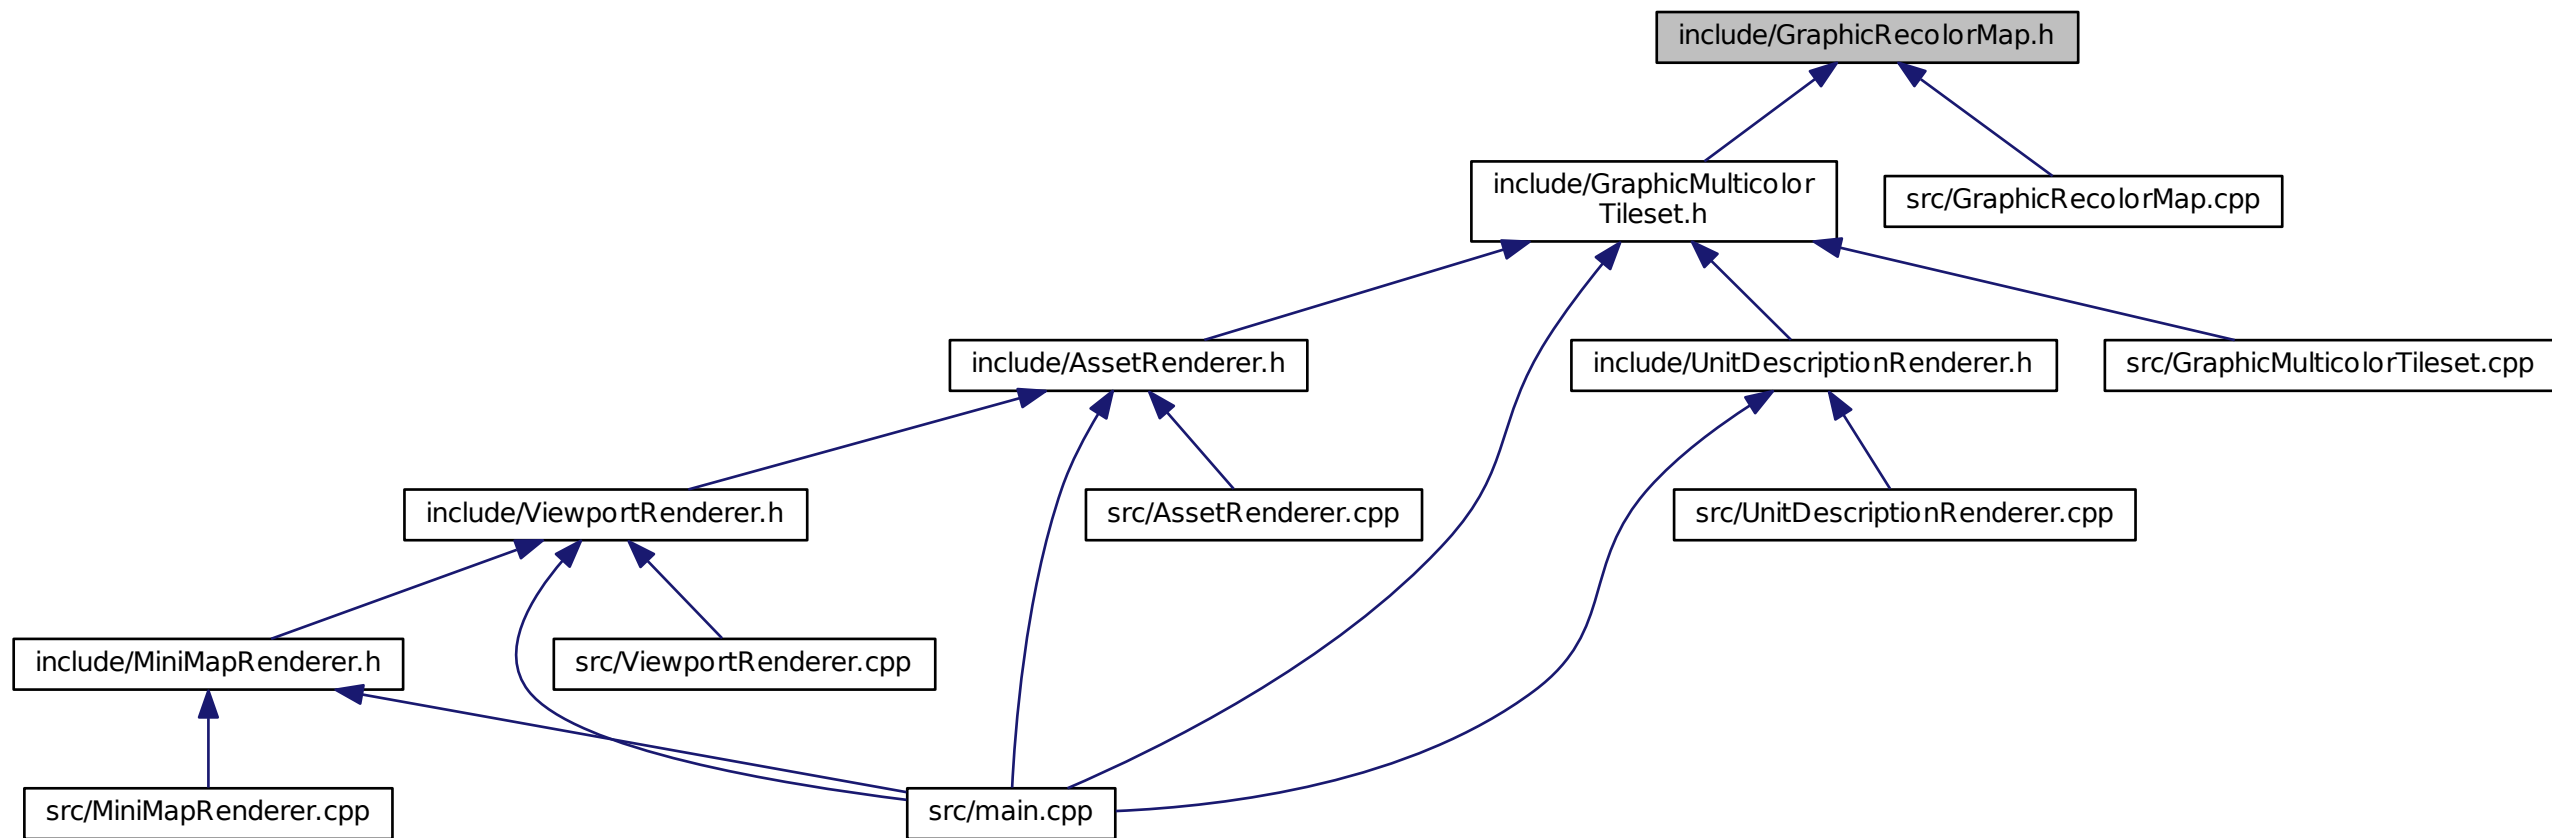 include/GraphicRecolorMap.h
include/GraphicMulticolor
Tileset.h
src/GraphicRecolorMap.cpp
include/AssetRenderer.h
include/UnitDescriptionRenderer.h
src/GraphicMulticolorTileset.cpp
include/ViewportRenderer.h
src/AssetRenderer.cpp
src/UnitDescriptionRenderer.cpp
include/MiniMapRenderer.h
src/ViewportRenderer.cpp
src/MiniMapRenderer.cpp
src/main.cpp